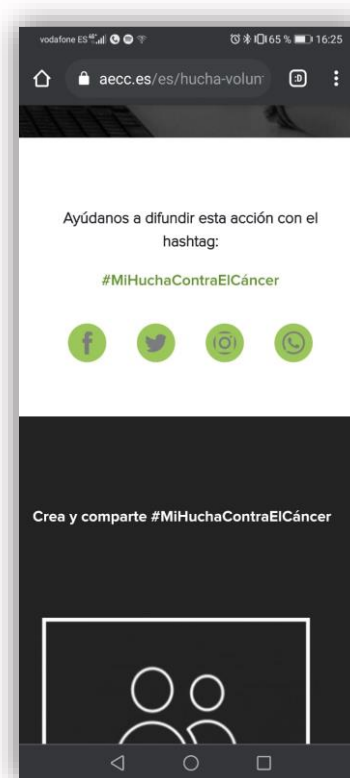 vodafone ES 65 % 16:25
aecc.es/es/hucha-volun
:D
Ayúdanos a difundir esta acción con el
hashtag:
#MiHuchaContraElCáncer
Crea y comparte #MiHuchaContraElCáncer